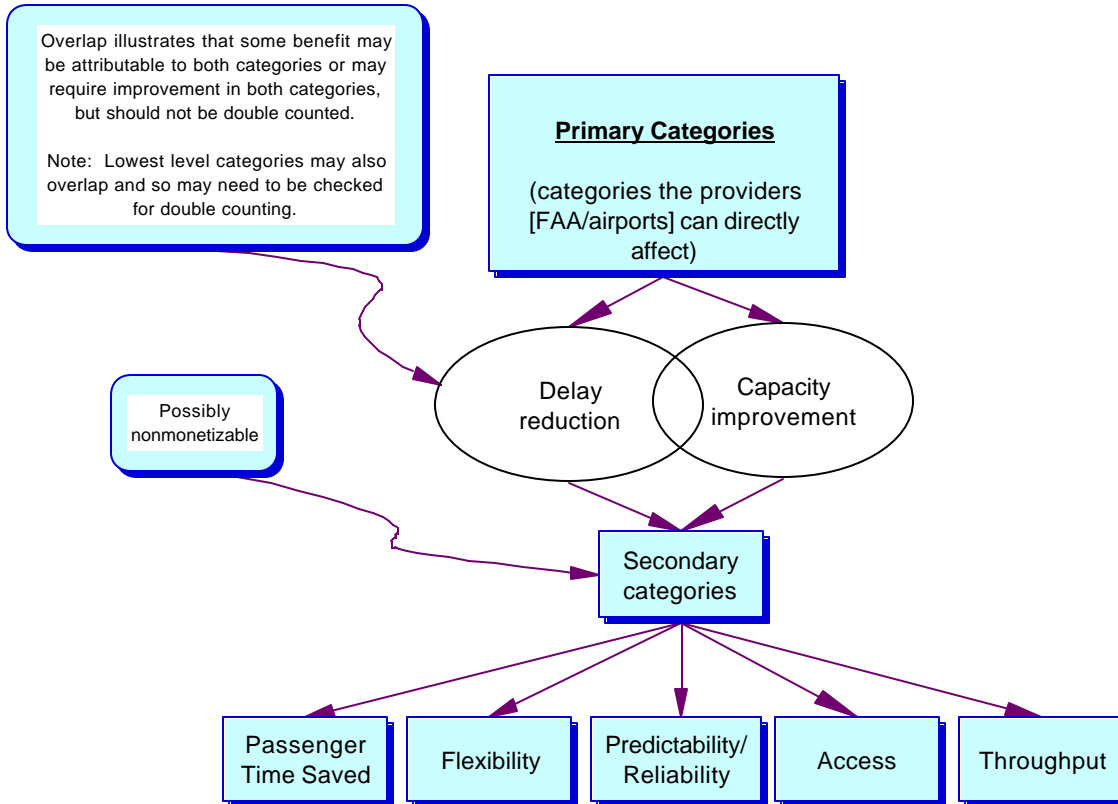 Overlap illustrates that some benefit may
be attributable to both categories or may
require improvement in both categories,
but should not be double counted.
Note: Lowest level categories may also
overlap and so may need to be checked
for double counting.
Primary Categories
(categories the providers
[FAA/airports] can directly
affect)
Delay
reduction
Capacity
improvement
Possibly
nonmonetizable
Secondary
categories
Passenger
Time Saved
Flexibility
Predictability/
Reliability
Access
Throughput